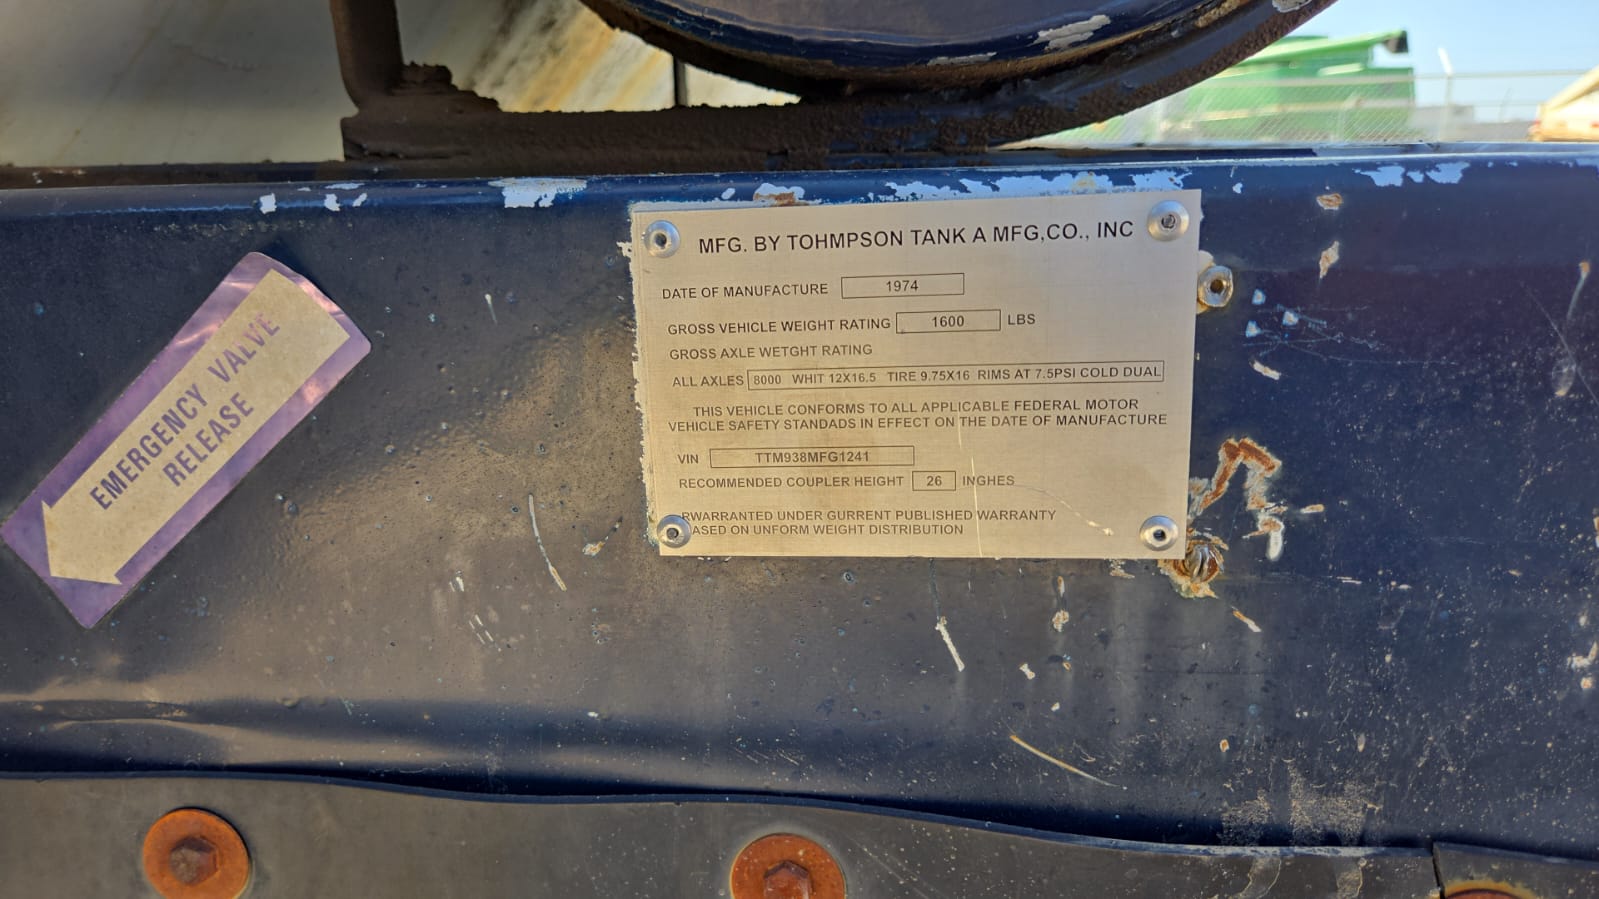 MFG. BY TOHMPSON TANK A MFG,CO., INC
DATE OF MANUFACTURE 1974
GROSS VEHICLE WEIGHT RATING 1600 LBS
GROSS AXLE WETGHT RATING
ALL AXLES 8000 WHIT 12X16.5 TIRE 9.75X16 RIMS AT 7.5PSI COLD DUAL
THIS VEHICLE CONFORMS TO ALL APPLICABLE FEDERAL MOTOR
VEHICLE SAFETY STANDADS IN EFFECT ON THE DATE OF MANUFACTURE
VIN TTM938MFG1241
RECOMMENDED COUPLER HEIGHT 26 INGHES
RWARRANTED UNDER GURRENT PUBLISHED WARRANTY
ASED ON UNFORM WEIGHT DISTRIBUTION
EMERGENCY VALVE
RELEASE